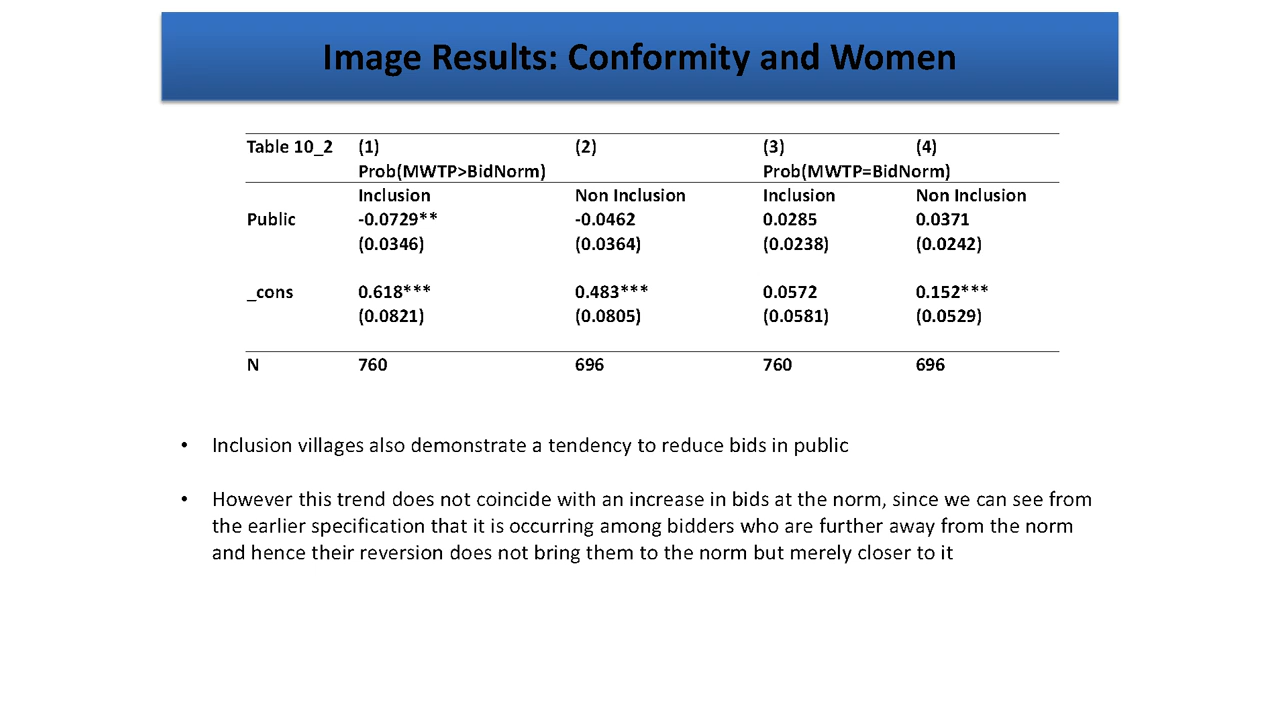 Image Results: Conformity and Women
Table 10_2 (1) (2) (3) (4)
Prob(MWTP>BidNorm) Prob(MWTP=BidNorm)
Inclusion Non Inclusion Inclusion Non Inclusion
Public -0.0729** -0.0462 0.0285 0.0371
(0.0346) (0.0364) (0.0238) (0.0242)
_cons 0.618*** 0.483*** 0.0572 0.152***
(0.0821) (0.0805) (0.0581) (0.0529)
N 760 696 760 696
• Inclusion villages also demonstrate a tendency to reduce bids in public
• However this trend does not coincide with an increase in bids at the norm, since we can see from
the earlier specification that it is occurring among bidders who are further away from the norm
and hence their reversion does not bring them to the norm but merely closer to it